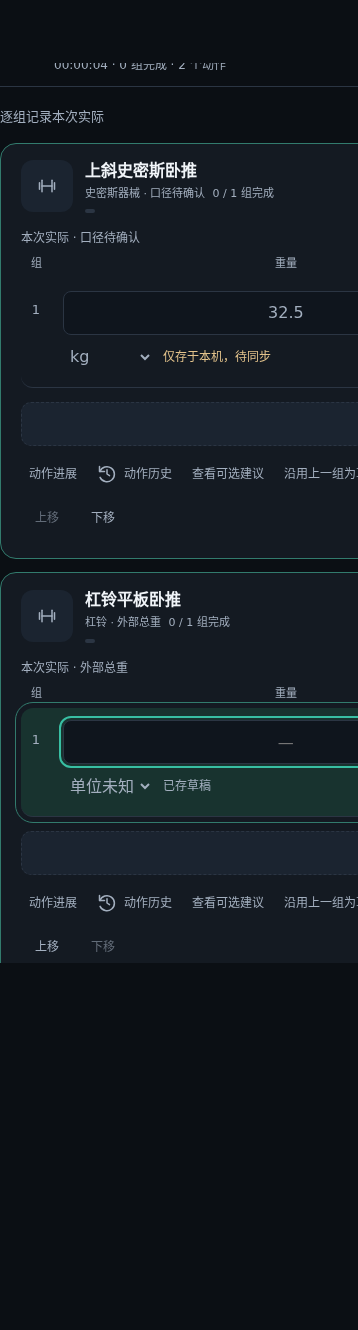 00:00:04 · 0 组完成 · 2 个动作
逐组记录本次实际
上斜史密斯卧推
史密斯器械 · 口径待确认 0 / 1 组完成
本次实际 · 口径待确认
组 重量
1 32.5
kg 仅存于本机，待同步
动作进展 动作历史 查看可选建议 沿用上一组为
上移 下移
杠铃平板卧推
杠铃 · 外部总重 0 / 1 组完成
本次实际 · 外部总重
组 重量
1 —
单位未知 已存草稿
动作进展 动作历史 查看可选建议 沿用上一组为
上移 下移